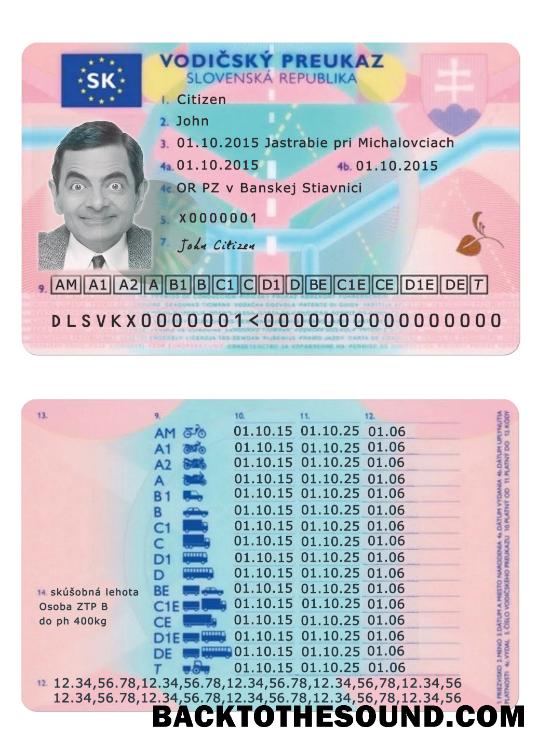 VODIČSKÝ PREUKAZ
SLOVENSKÁ REPUBLIKA
SK
1. Citizen
2. John
3. 01.10.2015 Jastrabie pri Michalovciach
4a. 01.10.2015 4b. 01.10.2015
4c OR PZ v Banskej Stiavnici
5. X0000001
7. John Citizen
9. AM A1 A2 A B1 B C1 C D1 D BE C1E CE D1E DE T
DLSVKX0000001<0000000000000000
13. 9. 10. 11. 12.
AM 01.10.15 01.10.25 01.06
A1 01.10.15 01.10.25 01.06
A2 01.10.15 01.10.25 01.06
A 01.10.15 01.10.25 01.06
B1 01.10.15 01.10.25 01.06
B 01.10.15 01.10.25 01.06
C1 01.10.15 01.10.25 01.06
C 01.10.15 01.10.25 01.06
D1 01.10.15 01.10.25 01.06
D 01.10.15 01.10.25 01.06
BE 01.10.15 01.10.25 01.06
C1E 01.10.15 01.10.25 01.06
CE 01.10.15 01.10.25 01.06
D1E 01.10.15 01.10.25 01.06
DE 01.10.15 01.10.25 01.06
T 01.10.15 01.10.25 01.06
14 skúšobná lehota
Osoba ZTP B
do ph 400kg
12. 12.34,56.78,12.34,56.78,12.34,56,78,12.34,56
12.34,56.78,12.34,56.78,12.34,56,78,12.34,56
1. PRIEZVISKO 2. MENO 3. DÁTUM A MIESTO NARODENIA 4a. DÁTUM VYDANIA 4b. DÁTUM UPLYNUTIA
PLATNOSTI 4c. VYDAL 5. ČÍSLO VODIČSKÉHO PREUKAZU 10. PLATNÝ OD 11. PLATNÝ DO 12. KÓDY
BACKTOTHESOUND.COM